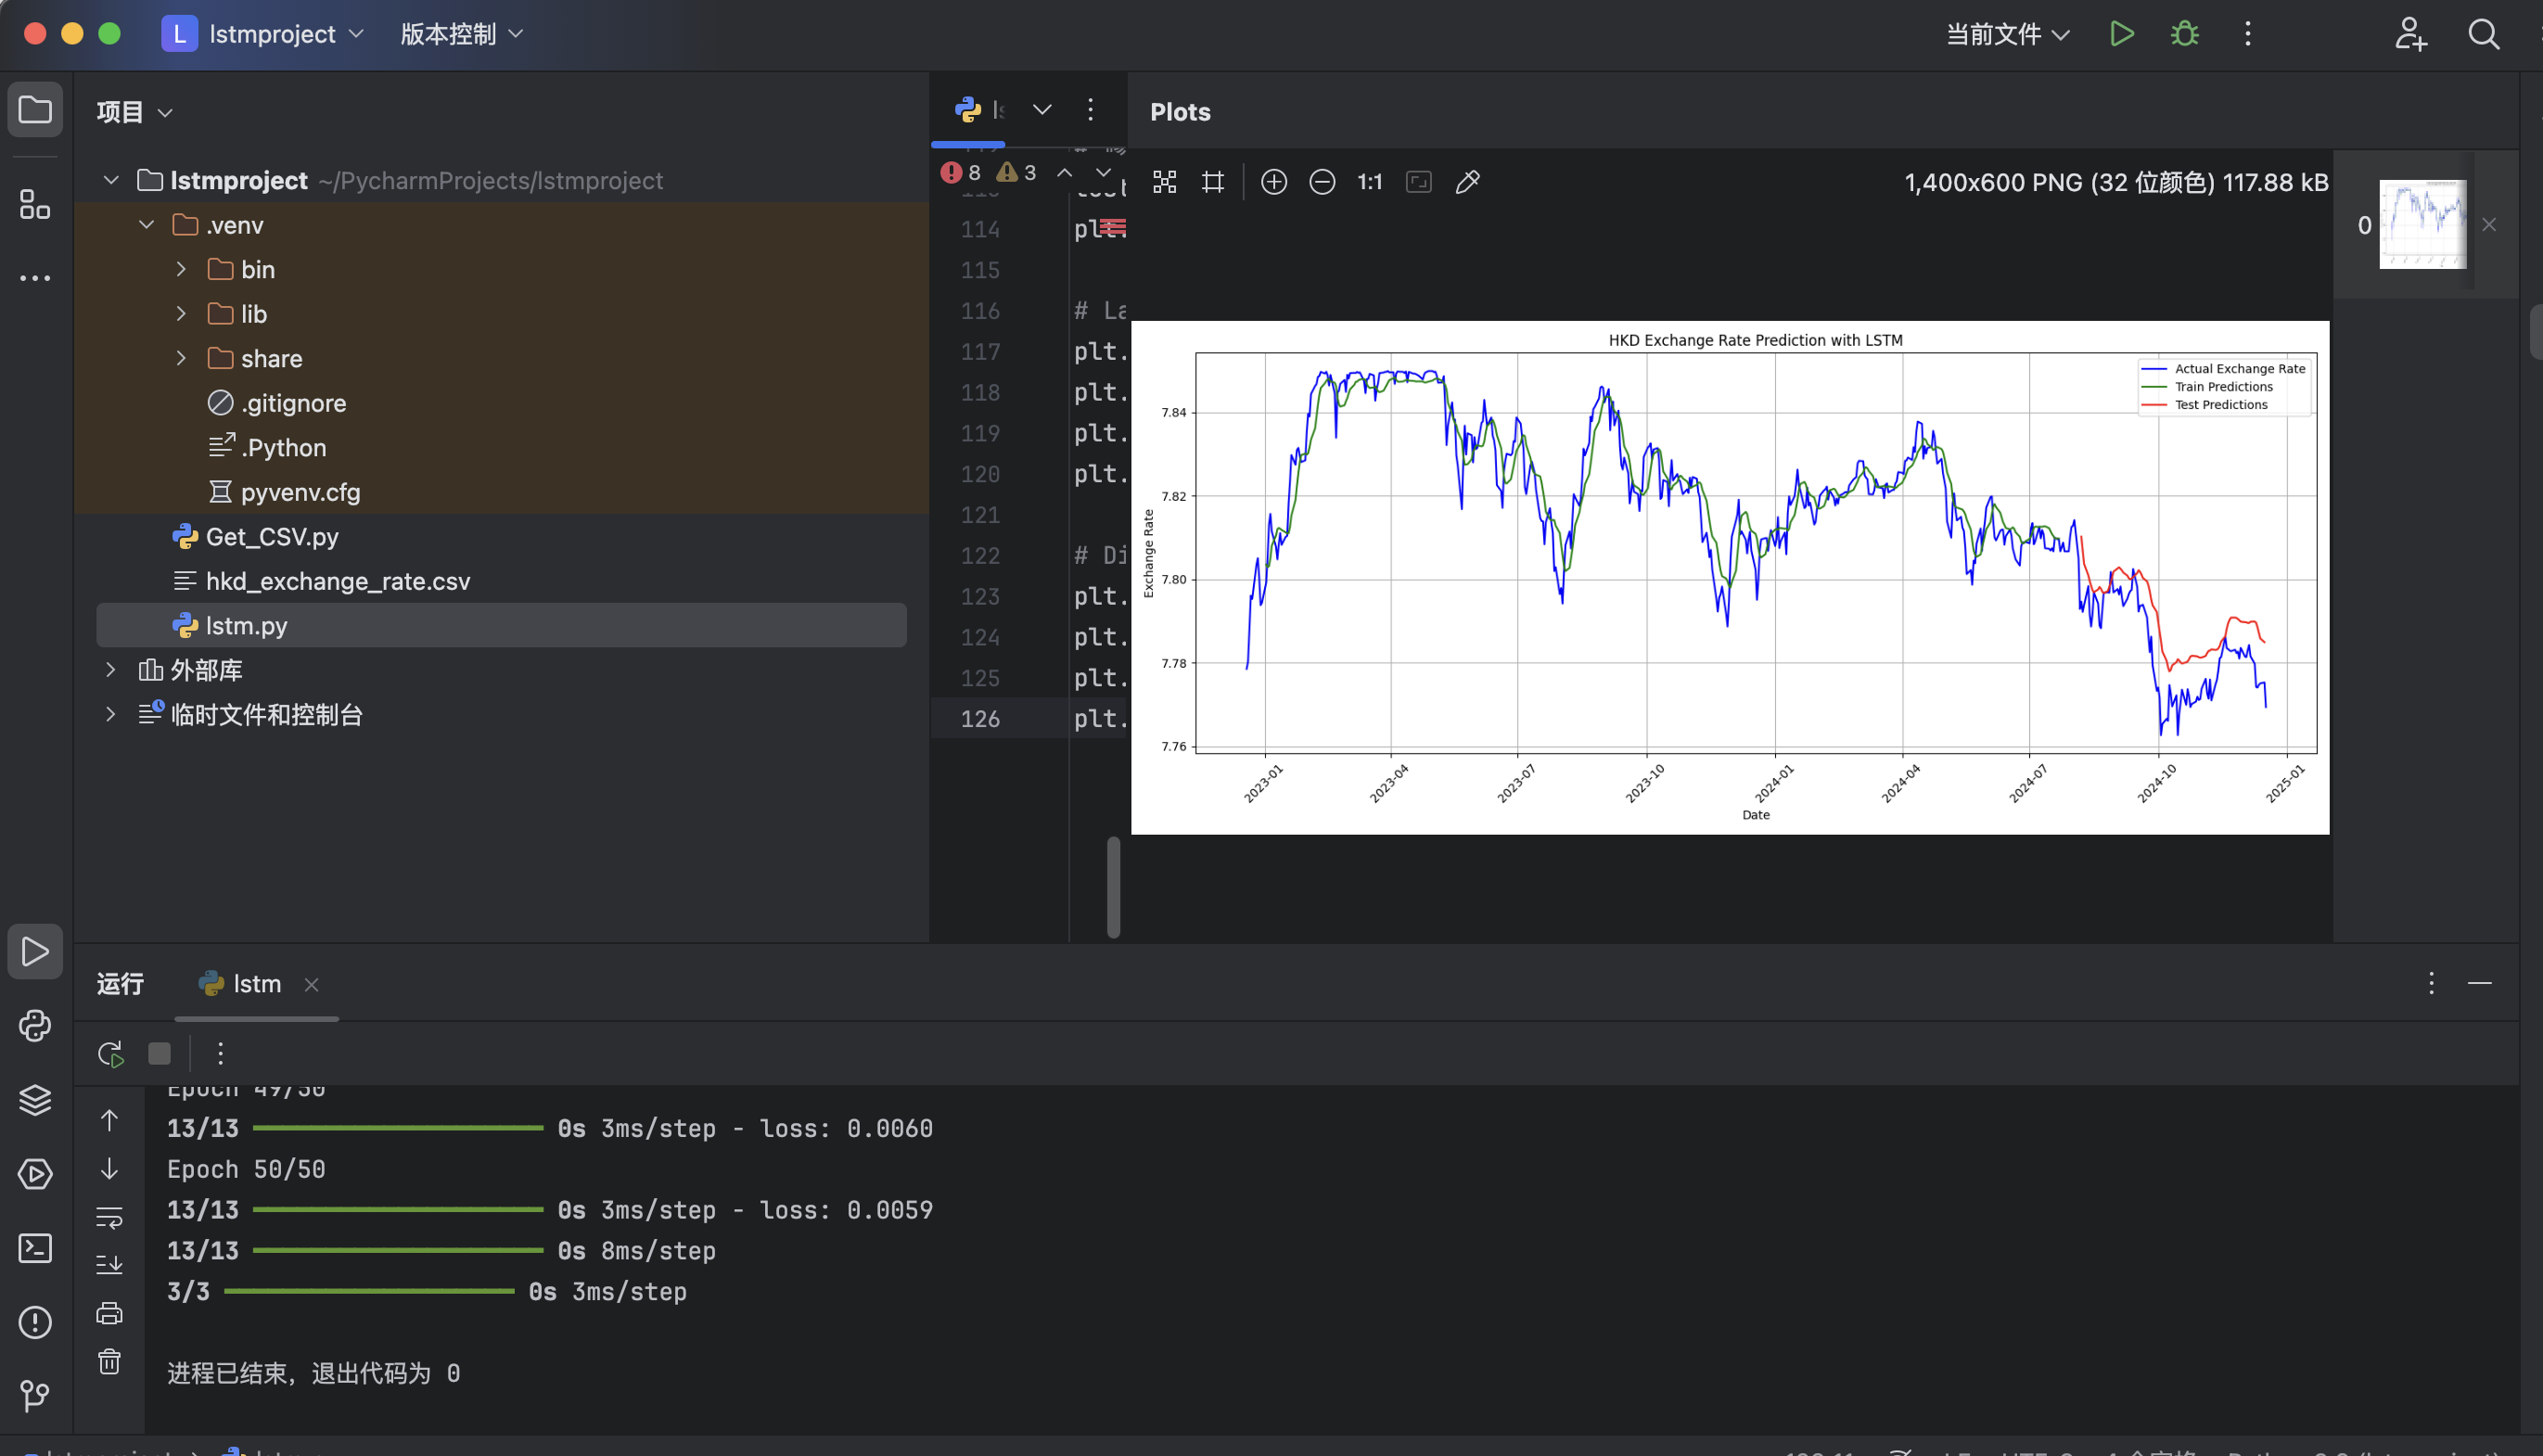 L lstmproject 版本控制 当前文件
项目
lstmproject ~/PycharmProjects/lstmproject
.venv
bin
lib
share
.gitignore
.Python
pyvenv.cfg
Get_CSV.py
hkd_exchange_rate.csv
lstm.py
外部库
临时文件和控制台
8 3
114 plt.
115
116 # La
117 plt.
118 plt.
119 plt.
120 plt.
121
122 # Di
123 plt.
124 plt.
125 plt.
126 plt.
Plots
1:1 1,400x600 PNG (32 位颜色) 117.88 kB
0
HKD Exchange Rate Prediction with LSTM
Actual Exchange Rate
Train Predictions
Test Predictions
Exchange Rate
7.84
7.82
7.80
7.78
7.76
2023-01 2023-04 2023-07 2023-10 2024-01 2024-04 2024-07 2024-10 2025-01
Date
运行 lstm
Epoch 49/50
13/13 0s 3ms/step - loss: 0.0060
Epoch 50/50
13/13 0s 3ms/step - loss: 0.0059
13/13 0s 8ms/step
3/3 0s 3ms/step
进程已结束，退出代码为 0